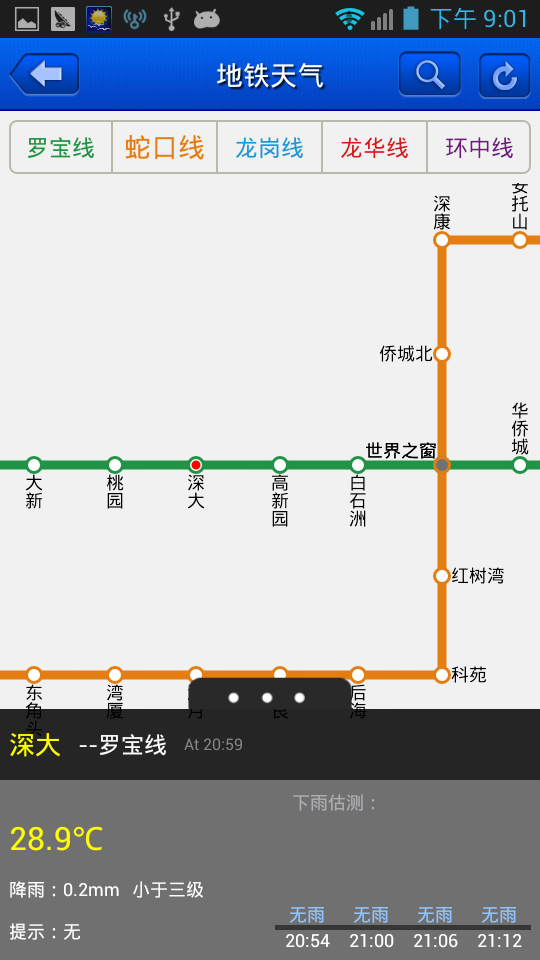 下午 9:01
地铁天气
罗宝线 蛇口线 龙岗线 龙华线 环中线
深康
安托山
侨城北
华侨城
世界之窗
大新
桃园
深大
高新园
白石洲
红树湾
科苑
东角头
湾厦
后海
深大 --罗宝线 At 20:59
下雨估测：
28.9℃
降雨：0.2mm 小于三级
提示：无
无雨 无雨 无雨 无雨
20:54 21:00 21:06 21:12